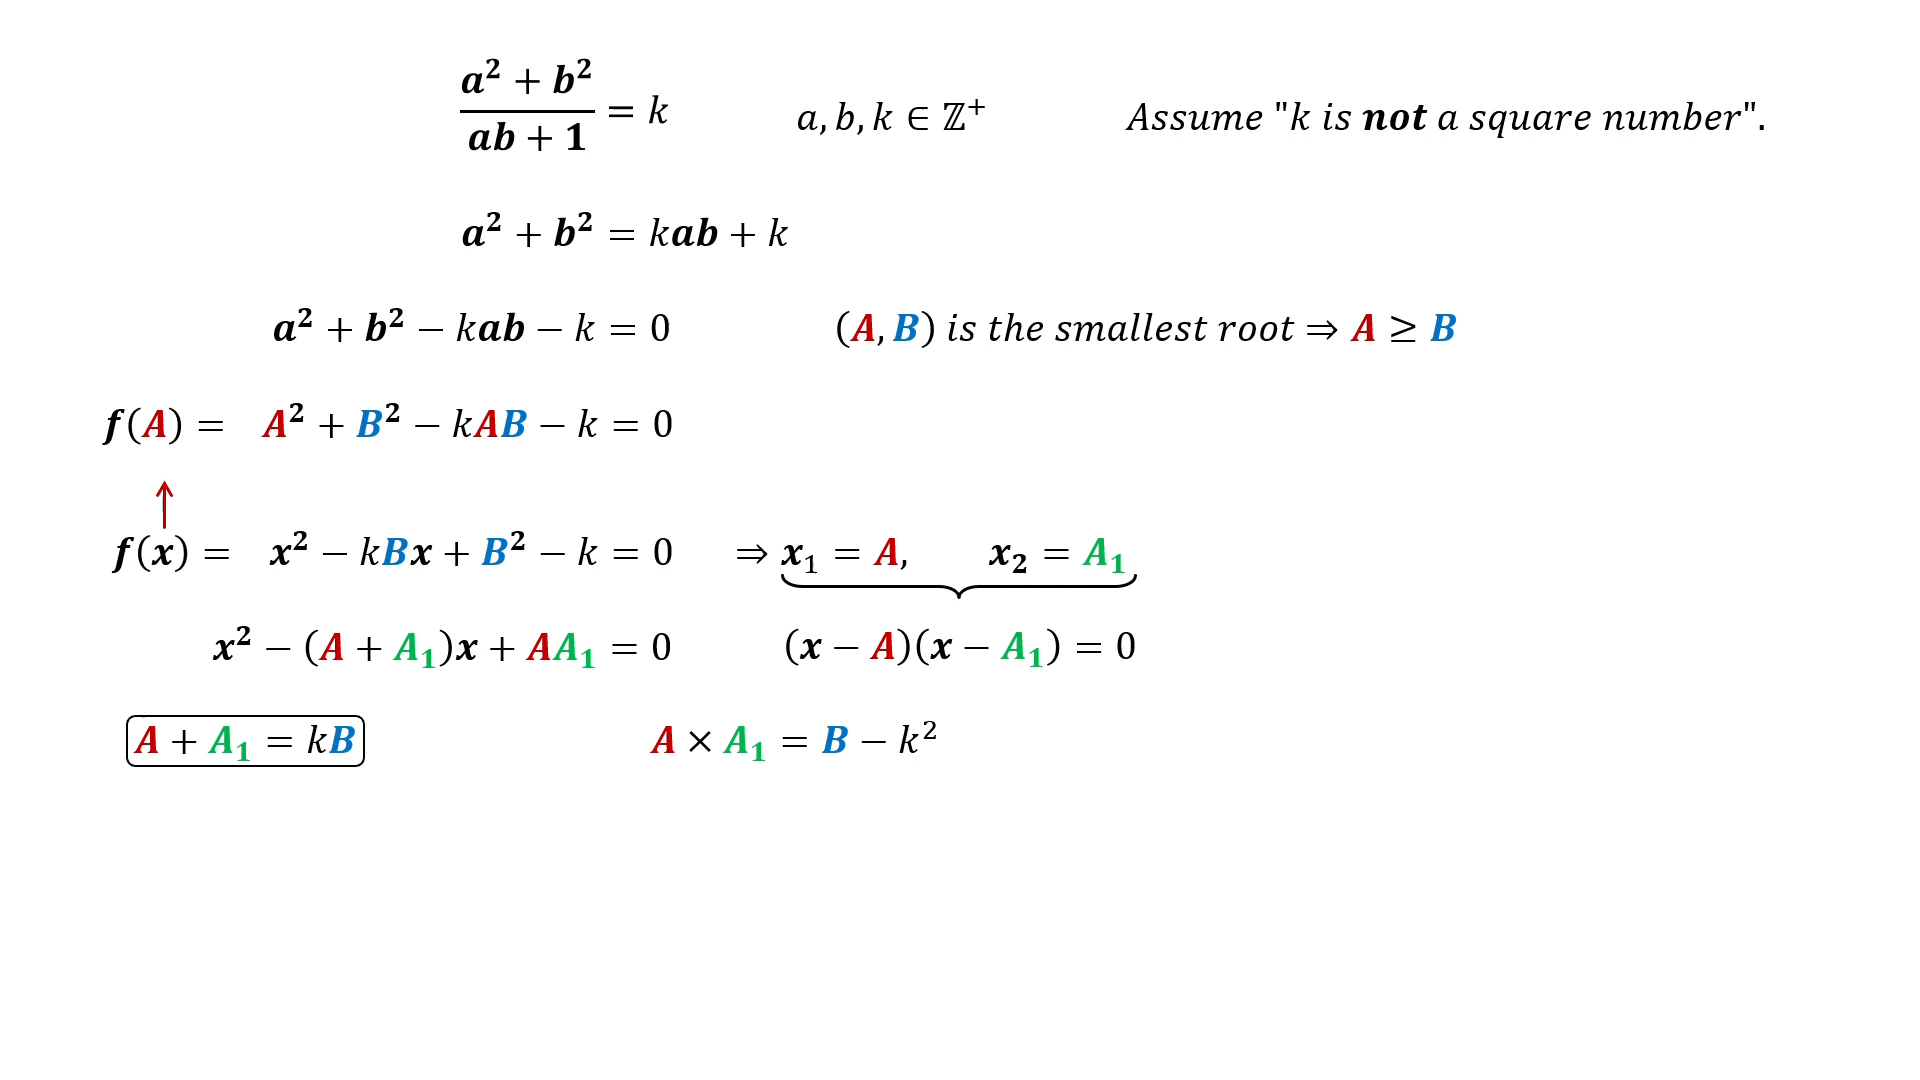 a² + b² / ab + 1 = k    a, b, k ∈ ℤ⁺    Assume "k is not a square number".
a² + b² = kab + k
a² + b² − kab − k = 0    (A, B) is the smallest root ⇒ A ≥ B
f(A) = A² + B² − kAB − k = 0
↑
f(x) = x² − kBx + B² − k = 0    ⇒ x₁ = A,    x₂ = A₁
x² − (A + A₁)x + AA₁ = 0    (x − A)(x − A₁) = 0
A + A₁ = kB    A × A₁ = B − k²